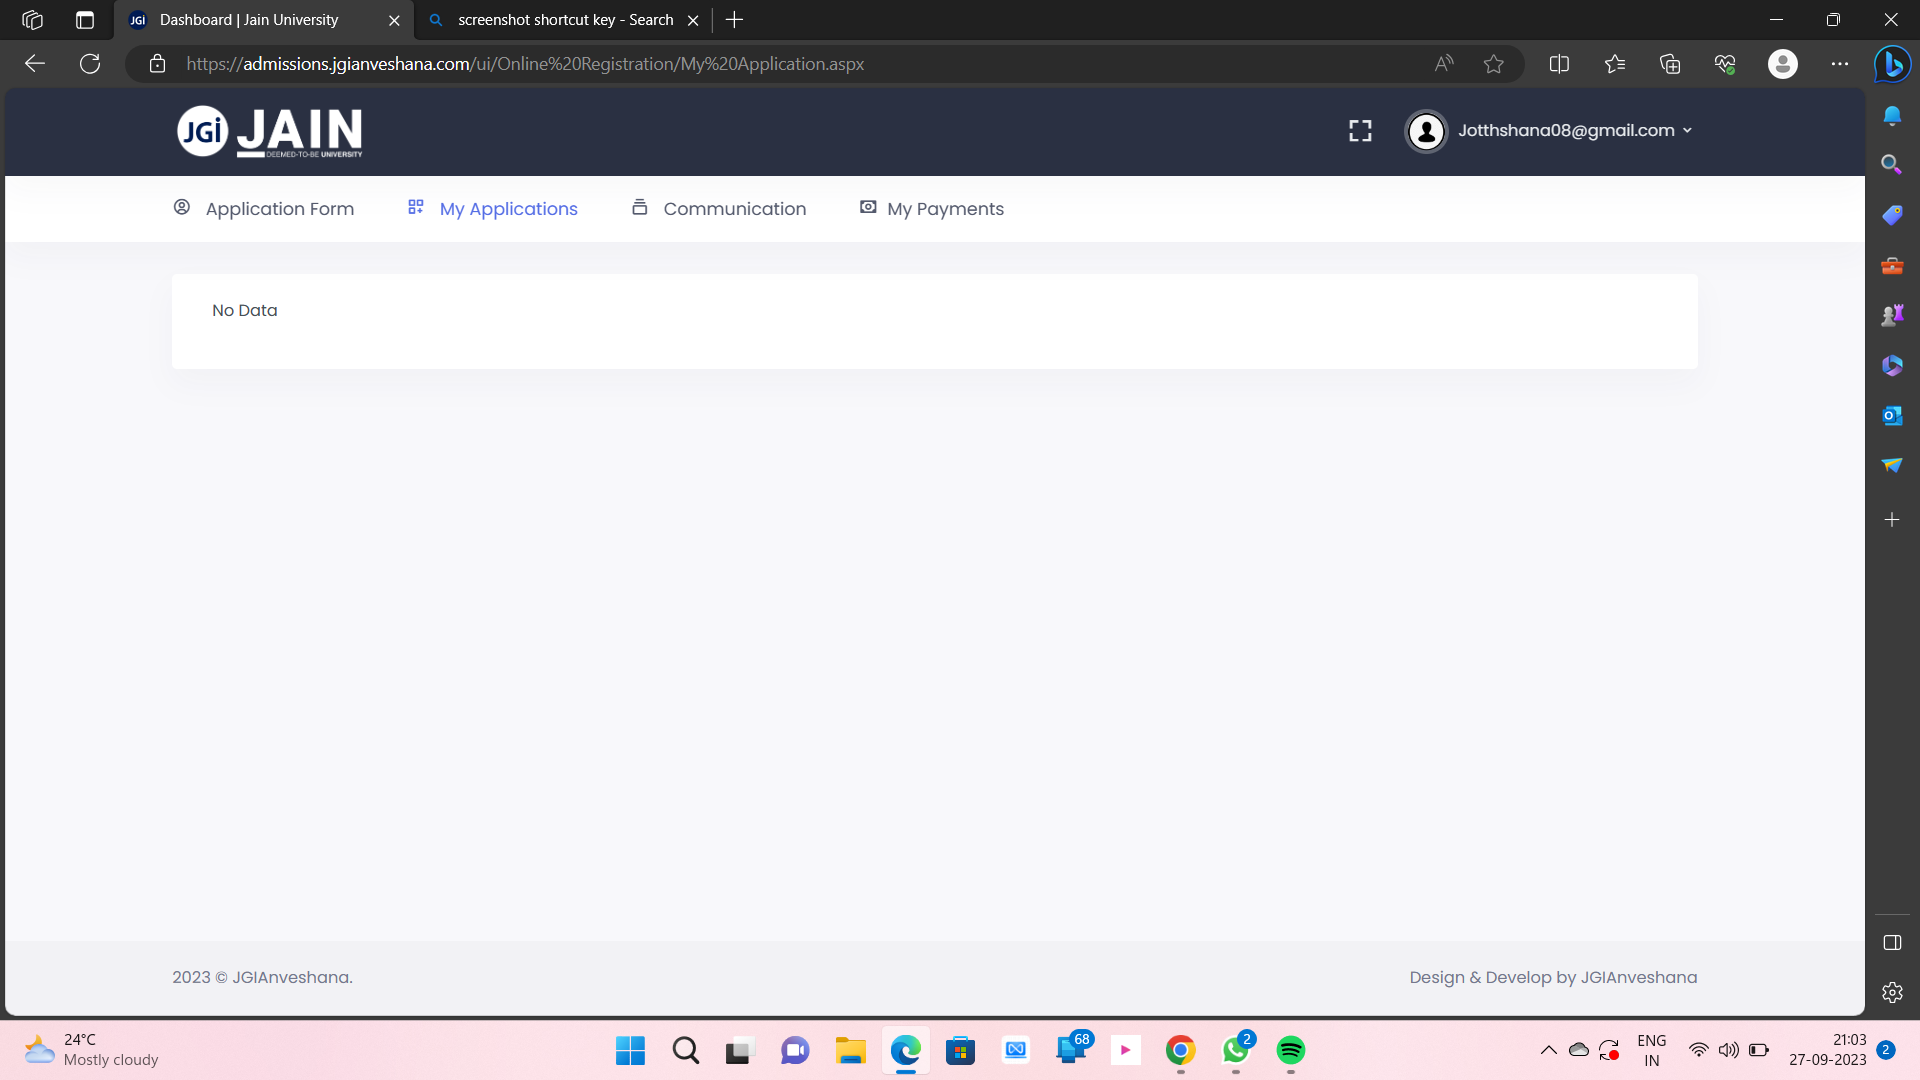 Dashboard | Jain University
screenshot shortcut key - Search
https://admissions.jgianveshana.com/ui/Online%20Registration/My%20Application.aspx
JGi JAIN
DEEMED-TO-BE UNIVERSITY
Jotthshana08@gmail.com
Application Form
My Applications
Communication
My Payments
No Data
2023 © JGIAnveshana.
Design & Develop by JGIAnveshana
24°C
Mostly cloudy
68
2
ENG
IN
21:03
27-09-2023
2